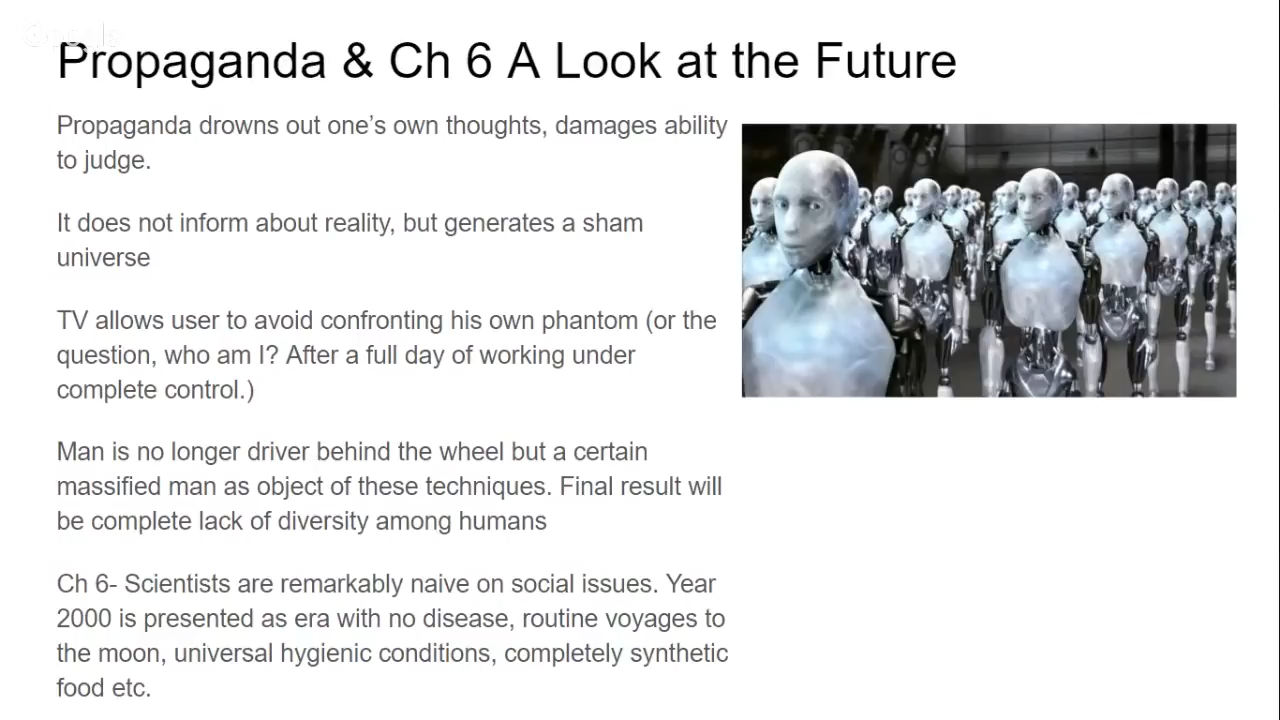 Propaganda & Ch 6 A Look at the Future
Propaganda drowns out one's own thoughts, damages ability
to judge.
It does not inform about reality, but generates a sham
universe
TV allows user to avoid confronting his own phantom (or the
question, who am I? After a full day of working under
complete control.)
Man is no longer driver behind the wheel but a certain
massified man as object of these techniques. Final result will
be complete lack of diversity among humans
Ch 6- Scientists are remarkably naive on social issues. Year
2000 is presented as era with no disease, routine voyages to
the moon, universal hygienic conditions, completely synthetic
food etc.